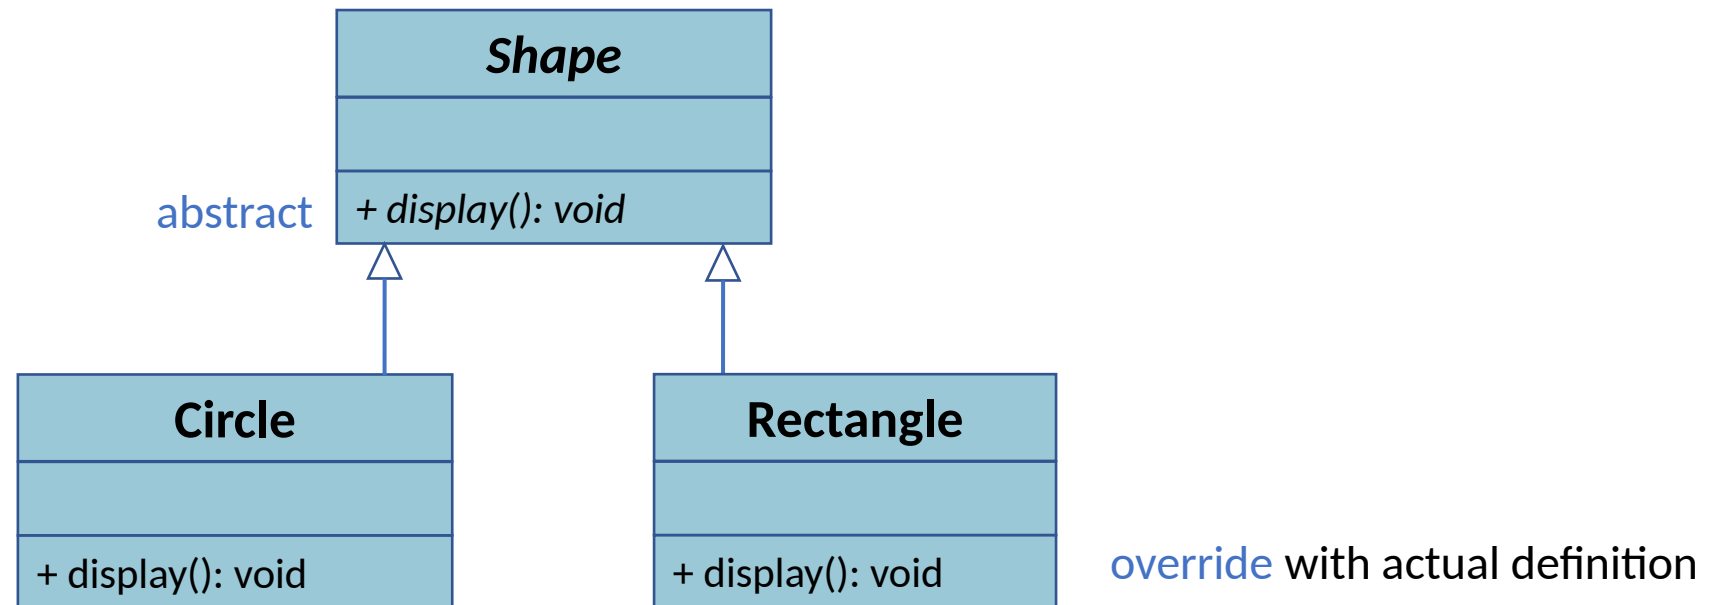 Shape
abstract
+ display(): void
Circle
Rectangle
+ display(): void
+ display(): void
override with actual definition